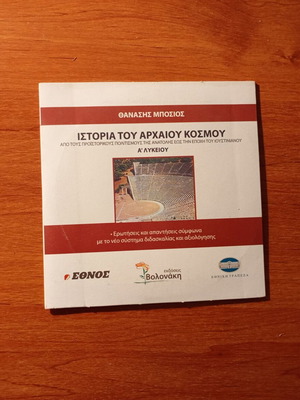 ΘΑΝΑΣΗΣ ΜΠΟΣΙΟΣ
ΙΣΤΟΡΙΑ ΤΟΥ ΑΡΧΑΙΟΥ ΚΟΣΜΟΥ
ΑΠΟ ΤΟΥΣ ΠΡΟΪΣΤΟΡΙΚΟΥΣ ΠΟΛΙΤΙΣΜΟΥΣ ΤΗΣ ΑΝΑΤΟΛΗΣ ΕΩΣ ΤΗΝ ΕΠΟΧΗ ΤΟΥ ΙΟΥΣΤΙΝΙΑΝΟΥ
Α' ΛΥΚΕΙΟΥ
• Ερωτήσεις και απαντήσεις σύμφωνα
με το νέο σύστημα διδασκαλίας και αξιολόγησης
ΕΘΝΟΣ
εκδόσεις
Βολονάκη